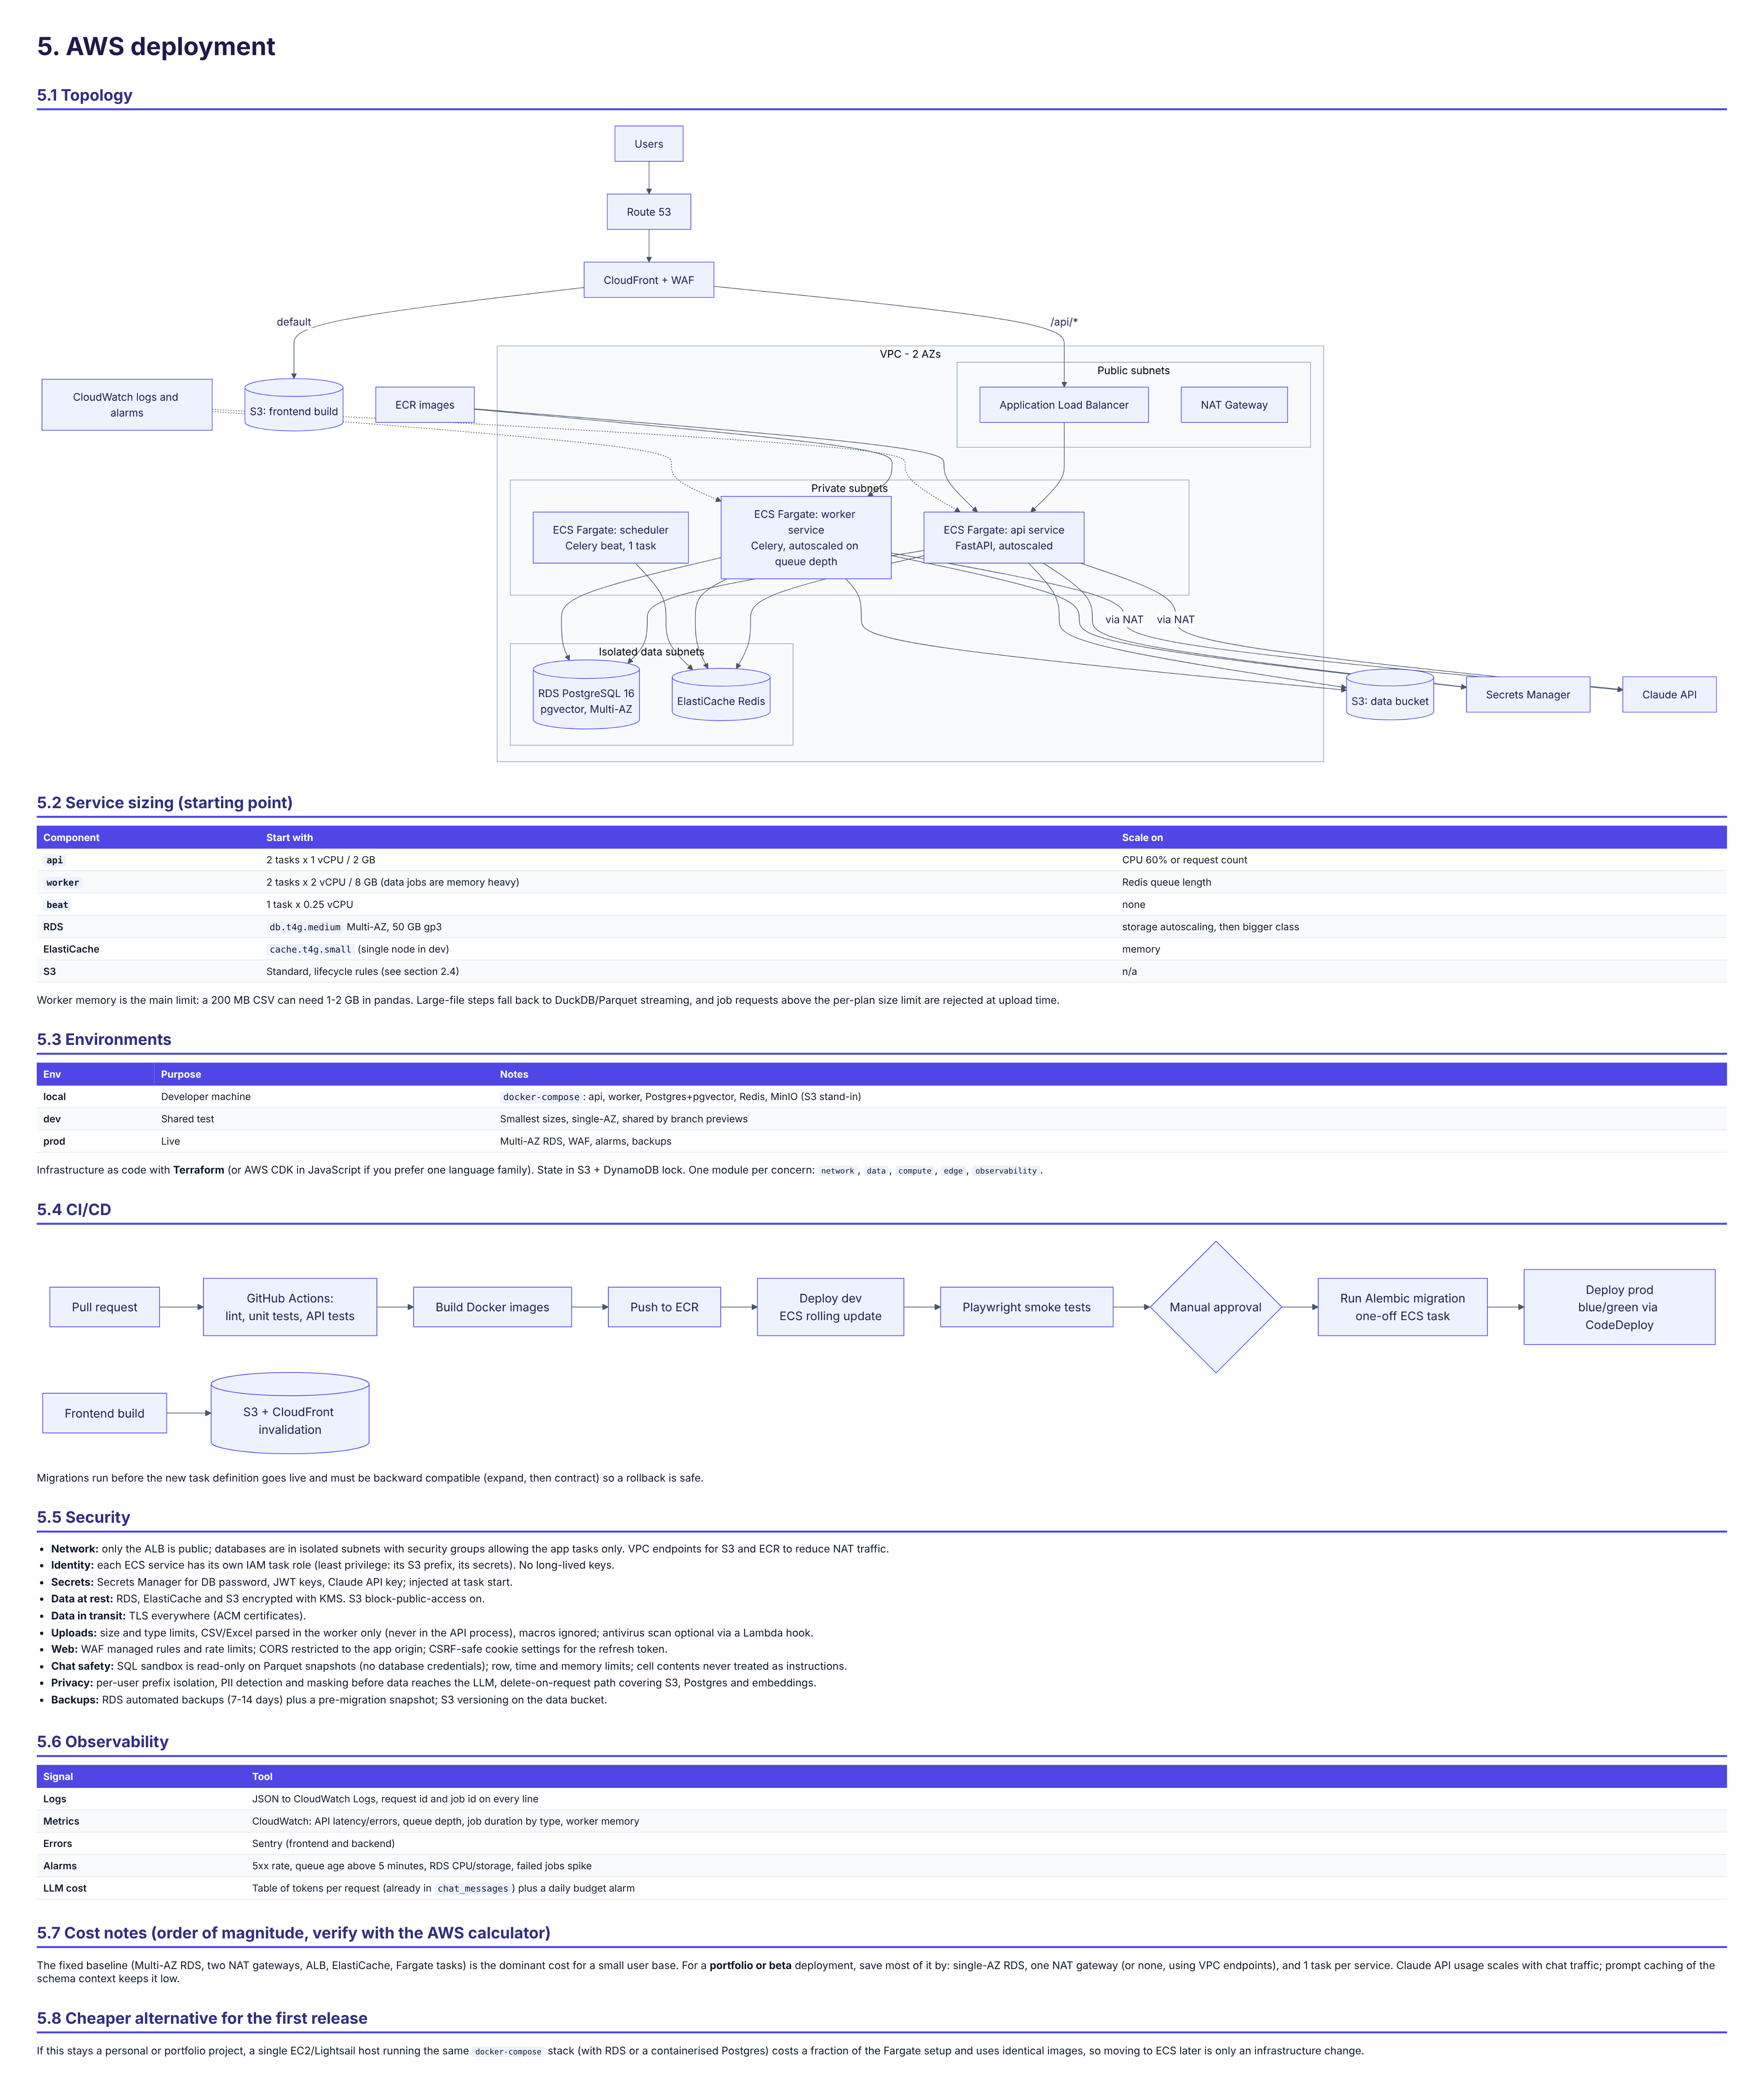 5. AWS deployment
5.1 Topology
Users
Route 53
CloudFront + WAF
default
/api/*
VPC - 2 AZs
Public subnets
CloudWatch logs and
alarms
S3: frontend build
ECR images
Application Load Balancer
NAT Gateway
Private subnets
ECS Fargate: scheduler
Celery beat, 1 task
ECS Fargate: worker
service
Celery, autoscaled on
queue depth
ECS Fargate: api service
FastAPI, autoscaled
via NAT
via NAT
Isolated data subnets
RDS PostgreSQL 16
pgvector, Multi-AZ
ElastiCache Redis
S3: data bucket
Secrets Manager
Claude API
5.2 Service sizing (starting point)
Component Start with Scale on
api 2 tasks x 1 vCPU / 2 GB CPU 60% or request count
worker 2 tasks x 2 vCPU / 8 GB (data jobs are memory heavy) Redis queue length
beat 1 task x 0.25 vCPU none
RDS db.t4g.medium Multi-AZ, 50 GB gp3 storage autoscaling, then bigger class
ElastiCache cache.t4g.small (single node in dev) memory
S3 Standard, lifecycle rules (see section 2.4) n/a
Worker memory is the main limit: a 200 MB CSV can need 1-2 GB in pandas. Large-file steps fall back to DuckDB/Parquet streaming, and job requests above the per-plan size limit are rejected at upload time.
5.3 Environments
Env Purpose Notes
local Developer machine docker-compose: api, worker, Postgres+pgvector, Redis, MinIO (S3 stand-in)
dev Shared test Smallest sizes, single-AZ, shared by branch previews
prod Live Multi-AZ RDS, WAF, alarms, backups
Infrastructure as code with Terraform (or AWS CDK in JavaScript if you prefer one language family). State in S3 + DynamoDB lock. One module per concern: network, data, compute, edge, observability.
5.4 CI/CD
Pull request
GitHub Actions:
lint, unit tests, API tests
Build Docker images
Push to ECR
Deploy dev
ECS rolling update
Playwright smoke tests
Manual approval
Run Alembic migration
one-off ECS task
Deploy prod
blue/green via
CodeDeploy
Frontend build
S3 + CloudFront
invalidation
Migrations run before the new task definition goes live and must be backward compatible (expand, then contract) so a rollback is safe.
5.5 Security
• Network: only the ALB is public; databases are in isolated subnets with security groups allowing the app tasks only. VPC endpoints for S3 and ECR to reduce NAT traffic.
• Identity: each ECS service has its own IAM task role (least privilege: its S3 prefix, its secrets). No long-lived keys.
• Secrets: Secrets Manager for DB password, JWT keys, Claude API key; injected at task start.
• Data at rest: RDS, ElastiCache and S3 encrypted with KMS. S3 block-public-access on.
• Data in transit: TLS everywhere (ACM certificates).
• Uploads: size and type limits, CSV/Excel parsed in the worker only (never in the API process), macros ignored; antivirus scan optional via a Lambda hook.
• Web: WAF managed rules and rate limits; CORS restricted to the app origin; CSRF-safe cookie settings for the refresh token.
• Chat safety: SQL sandbox is read-only on Parquet snapshots (no database credentials); row, time and memory limits; cell contents never treated as instructions.
• Privacy: per-user prefix isolation, PII detection and masking before data reaches the LLM, delete-on-request path covering S3, Postgres and embeddings.
• Backups: RDS automated backups (7-14 days) plus a pre-migration snapshot; S3 versioning on the data bucket.
5.6 Observability
Signal Tool
Logs JSON to CloudWatch Logs, request id and job id on every line
Metrics CloudWatch: API latency/errors, queue depth, job duration by type, worker memory
Errors Sentry (frontend and backend)
Alarms 5xx rate, queue age above 5 minutes, RDS CPU/storage, failed jobs spike
LLM cost Table of tokens per request (already in chat_messages) plus a daily budget alarm
5.7 Cost notes (order of magnitude, verify with the AWS calculator)
The fixed baseline (Multi-AZ RDS, two NAT gateways, ALB, ElastiCache, Fargate tasks) is the dominant cost for a small user base. For a portfolio or beta deployment, save most of it by: single-AZ RDS, one NAT gateway (or none, using VPC endpoints), and 1 task per service. Claude API usage scales with chat traffic; prompt caching of the
schema context keeps it low.
5.8 Cheaper alternative for the first release
If this stays a personal or portfolio project, a single EC2/Lightsail host running the same docker-compose stack (with RDS or a containerised Postgres) costs a fraction of the Fargate setup and uses identical images, so moving to ECS later is only an infrastructure change.